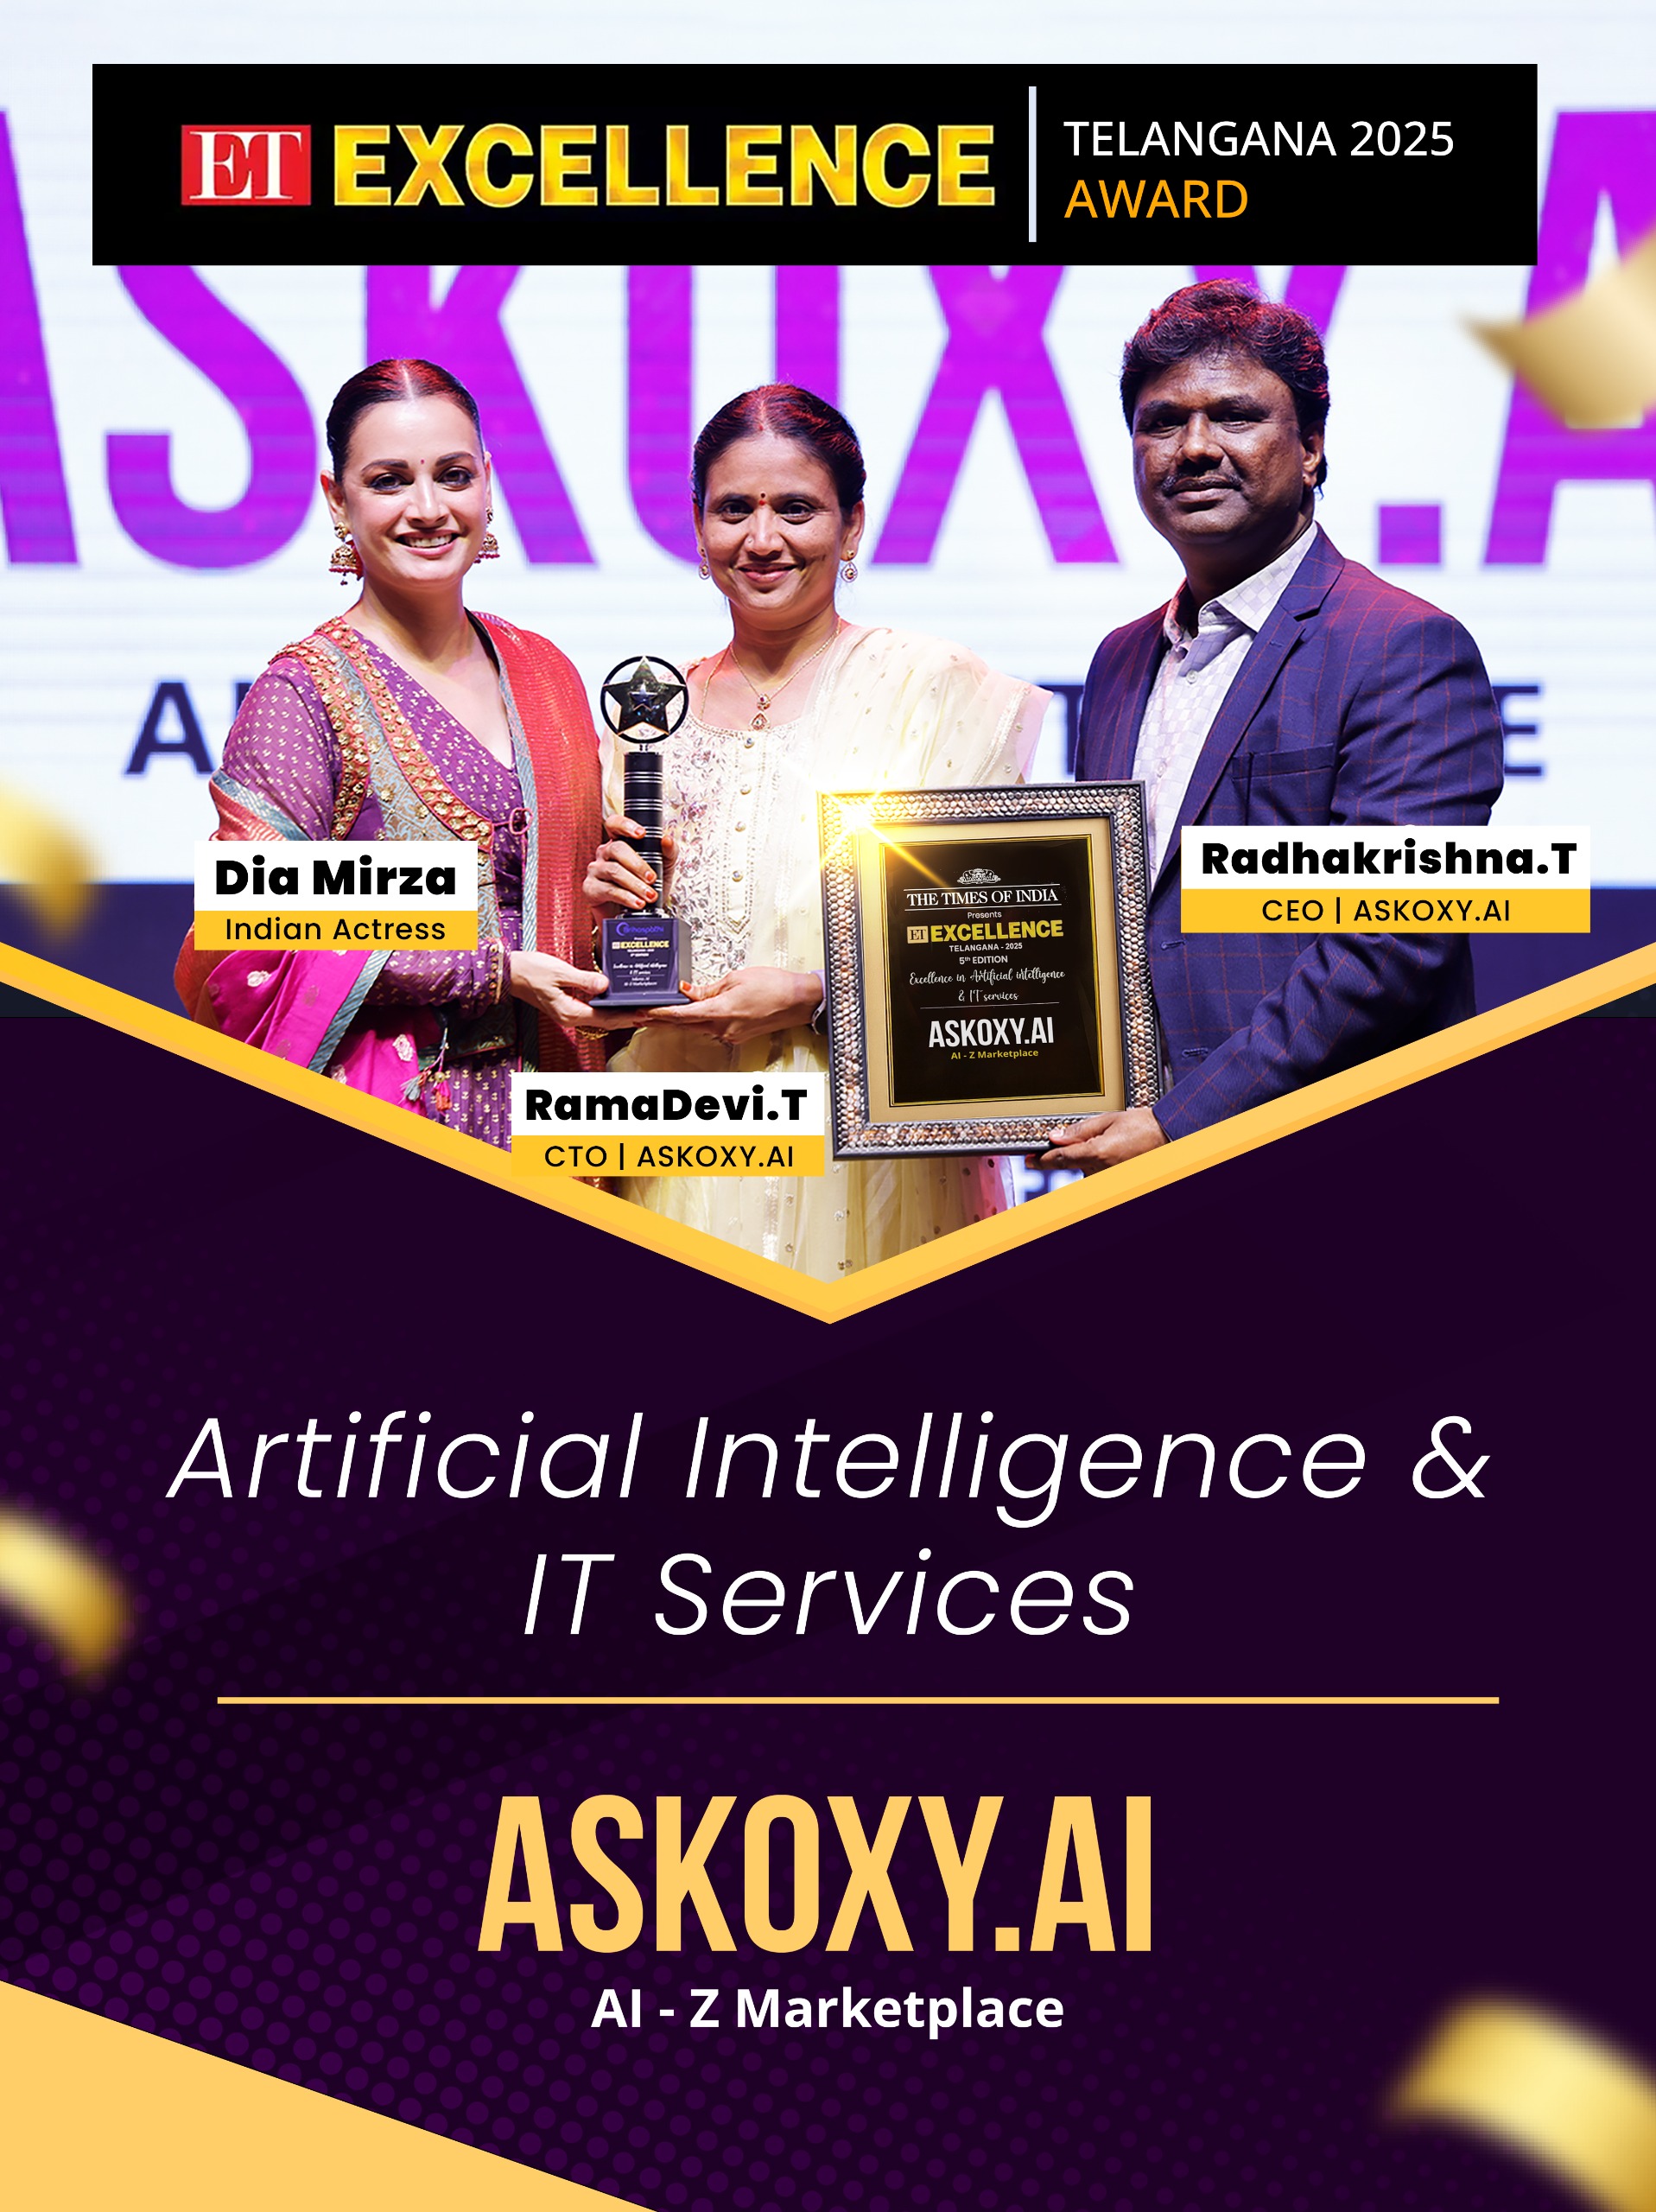 ET EXCELLENCE
TELANGANA 2025
AWARD
ASKOXY.A
Dia Mirza
Indian Actress
RamaDevi.T
CTO | ASKOXY.AI
Radhakrishna.T
CEO | ASKOXY.AI
EXCELLENCE
THE TIMES OF INDIA
Presents
ET EXCELLENCE
TELANGANA - 2025
5th EDITION
Excellence in Artificial intelligence
& IT services
ASKOXY.AI
AI - Z Marketplace
Artificial Intelligence &
IT Services
ASKOXY.AI
AI - Z Marketplace